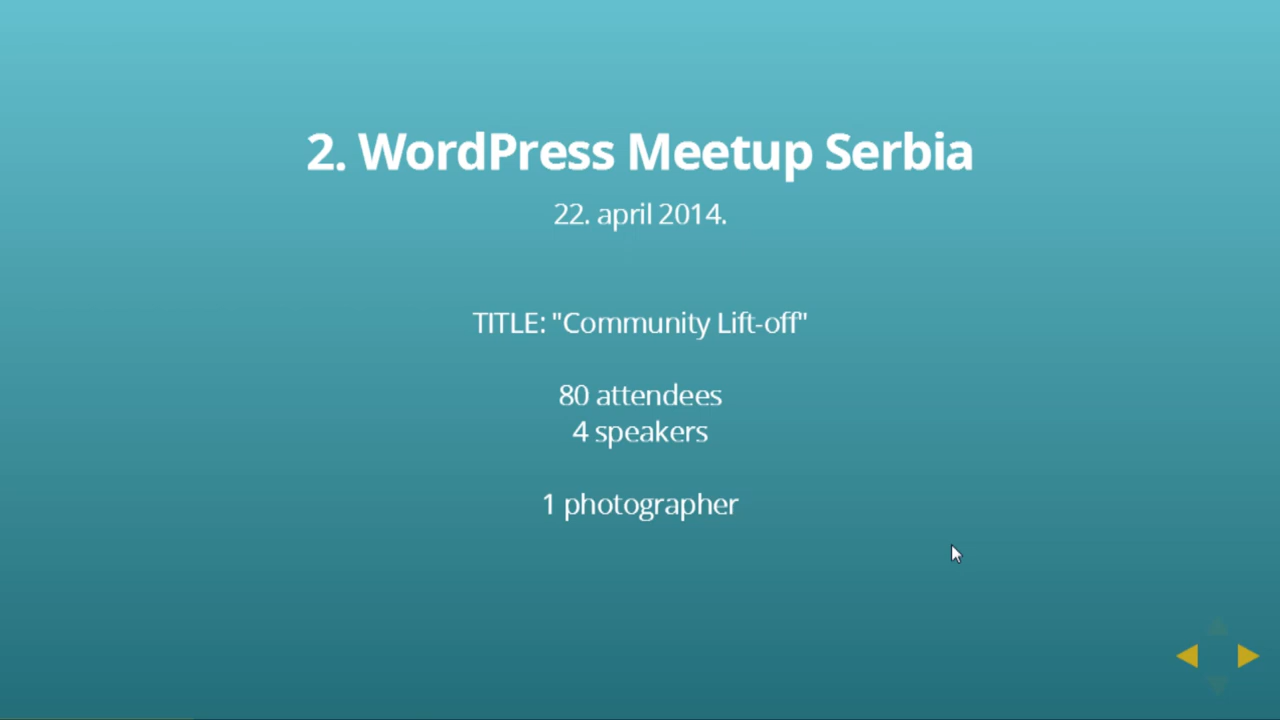 2. WordPress Meetup Serbia
22. april 2014.
TITLE: "Community Lift-off"
80 attendees
4 speakers
1 photographer